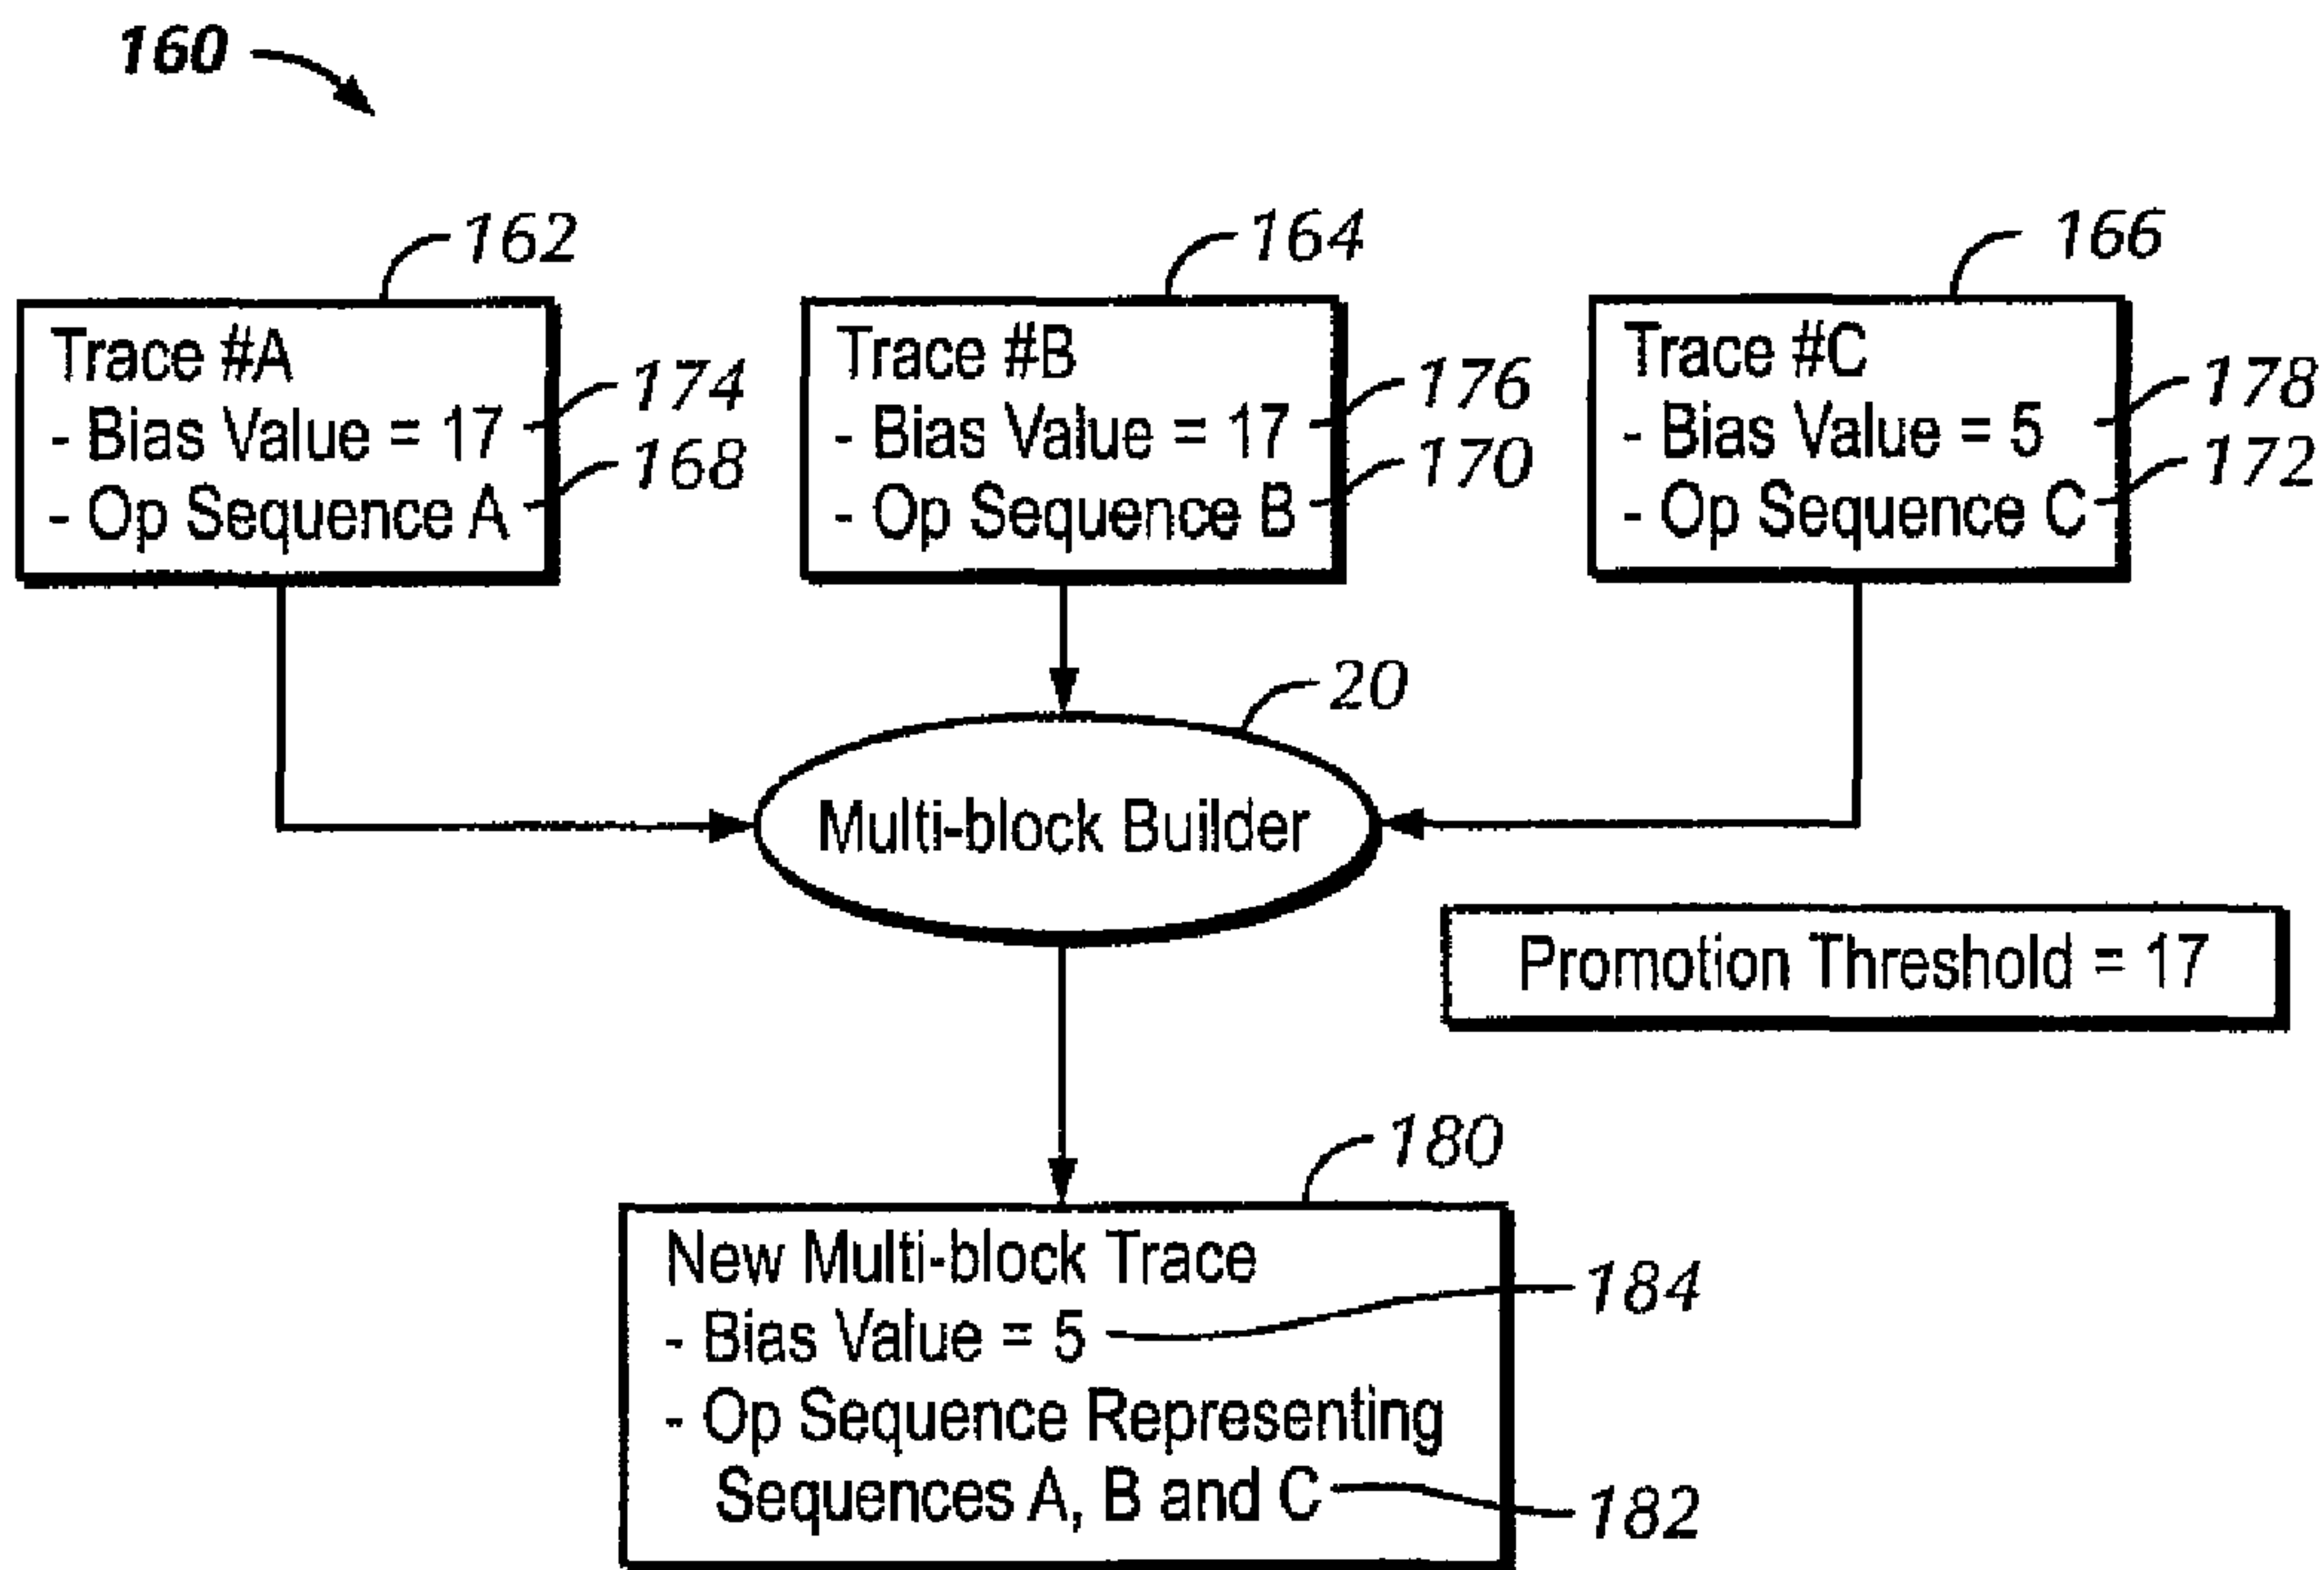 160
162
164
166
Trace #A
- Bias Value = 17
- Op Sequence A
174
168
Trace #B
- Bias Value = 17
- Op Sequence B
176
170
Trace #C
- Bias Value = 5
- Op Sequence C
178
172
20
Multi-block Builder
Promotion Threshold = 17
180
New Multi-block Trace
- Bias Value = 5
- Op Sequence Representing
Sequences A, B and C
184
182